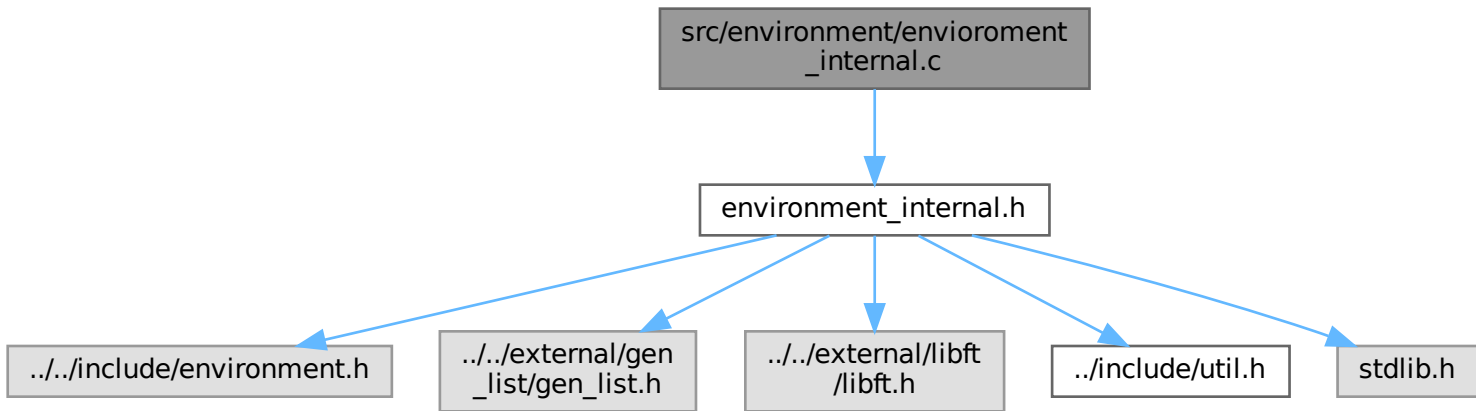 src/environment/envioroment
_internal.c
environment_internal.h
../../include/environment.h
../../external/gen
_list/gen_list.h
../../external/libft
/libft.h
../include/util.h
stdlib.h